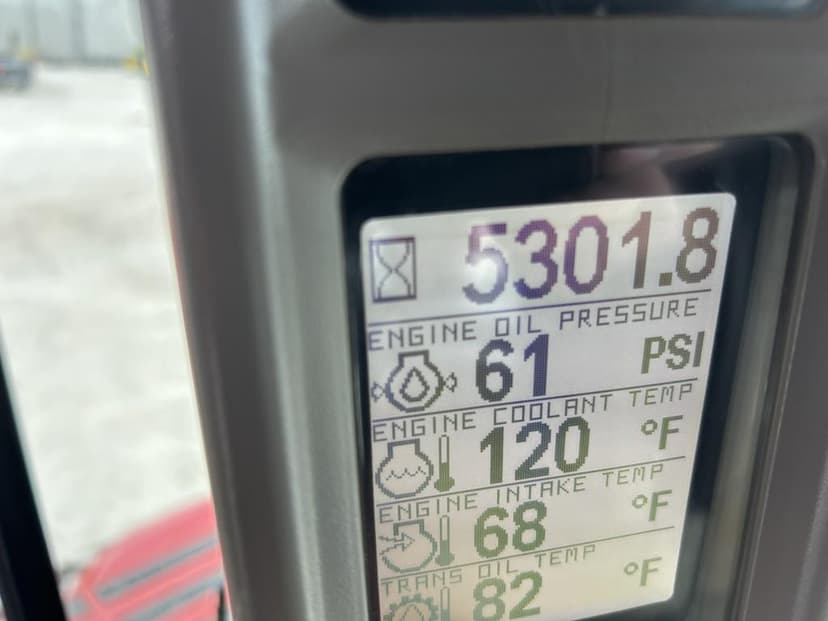 5301.8
ENGINE OIL PRESSURE
61 PSI
ENGINE COOLANT TEMP
120 °F
ENGINE INTAKE TEMP
68 °F
TRANS OIL TEMP
82 °F